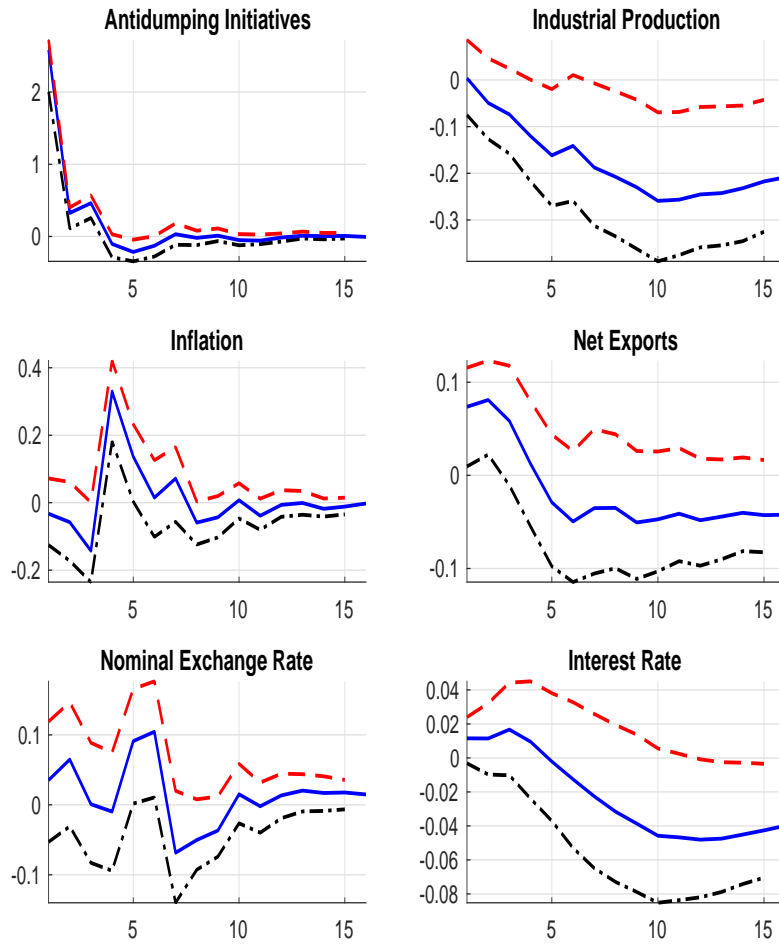 Antidumping Initiatives
2
1
0
5 10 15
Industrial Production
0
-0.1
-0.2
-0.3
5 10 15
Inflation
0.4
0.2
0
-0.2
5 10 15
Net Exports
0.1
0
-0.1
5 10 15
Nominal Exchange Rate
0.1
0
-0.1
5 10 15
Interest Rate
0.04
0.02
0
-0.02
-0.04
-0.06
-0.08
5 10 15